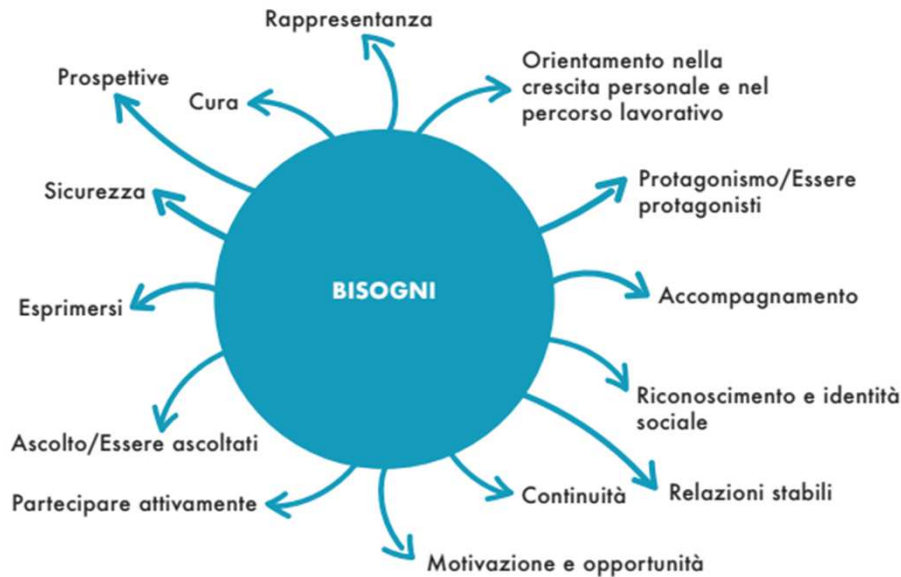 Rappresentanza
Orientamento nella
crescita personale e nel
percorso lavorativo
Prospettive
Cura
Sicurezza
Protagonismo/Essere
protagonisti
BISOGNI
Esprimersi
Accompagnamento
Riconoscimento e identità
sociale
Ascolto/Essere ascoltati
Partecipare attivamente
Continuità
Relazioni stabili
Motivazione e opportunità